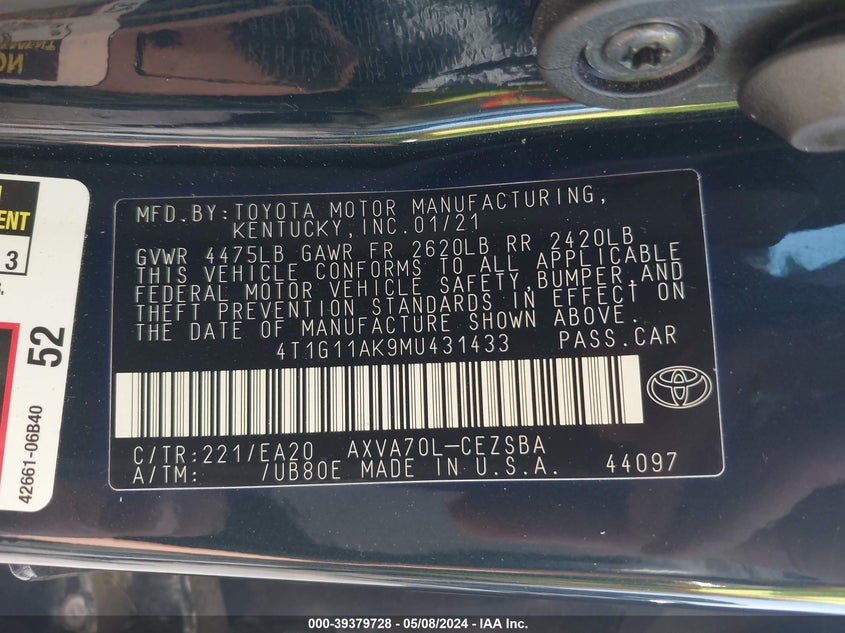 MFD.BY: TOYOTA MOTOR MANUFACTURING,
KENTUCKY, INC. 01/21
GVWR 4475LB GAWR FR 2620LB RR 2420LB
THIS VEHICLE CONFORMS TO ALL APPLICABLE
FEDERAL MOTOR VEHICLE SAFETY, BUMPER, AND
THEFT PREVENTION STANDARDS IN EFFECT ON
THE DATE OF MANUFACTURE SHOWN ABOVE.
4T1G11AK9MU431433 PASS.CAR
C/TR:221/EA20 AXVA70L-CEZSBA
A/TM: 7UB80E MADE IN U.S.A. 44097
3
52
42661-06B40
000-39379728 - 05/08/2024 - IAA Inc.